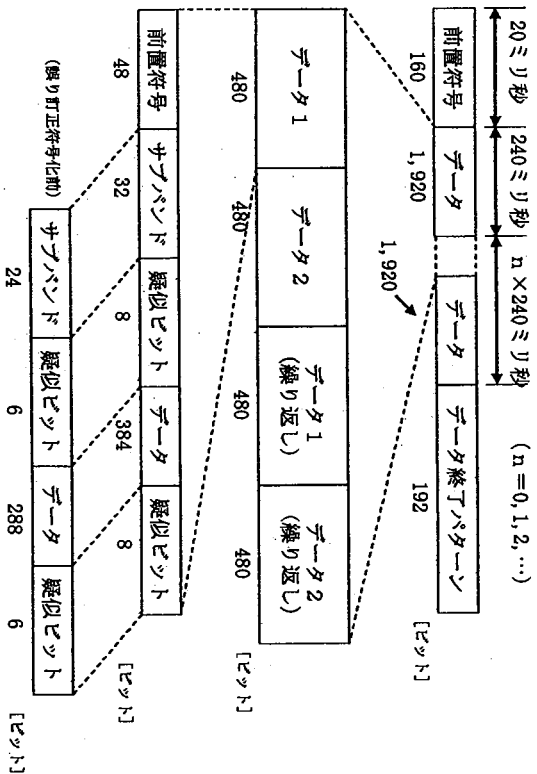 20ミリ秒 240ミリ秒 n×240ミリ秒 (n=0,1,2,…)
前置符号 データ データ データ終了パターン
160 1,920 192 [ビット]
1,920
データ1 データ2 データ1 データ2
(繰り返し) (繰り返し)
480 480 480 480 [ビット]
前置符号 サブバンド 疑似ビット データ 疑似ビット
48 32 8 384 8 [ビット]
(誤り訂正符号化前)
サブバンド 疑似ビット データ 疑似ビット
24 6 288 6 [ビット]